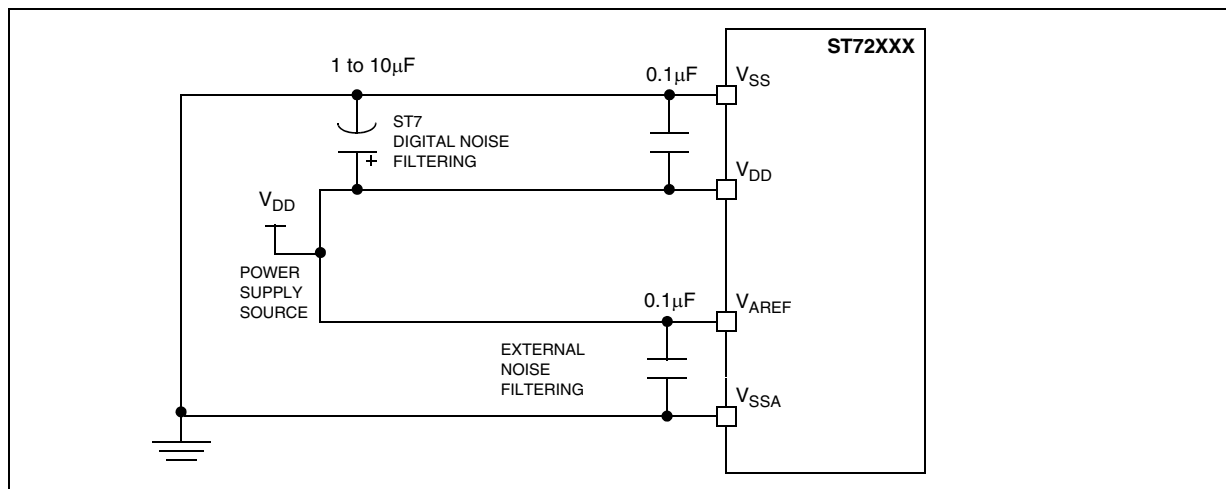 ST72XXX
1 to 10μF
0.1μF
VSS
ST7
DIGITAL NOISE
FILTERING
+
VDD
VDD
POWER
SUPPLY
SOURCE
0.1μF
VAREF
EXTERNAL
NOISE
FILTERING
VSSA